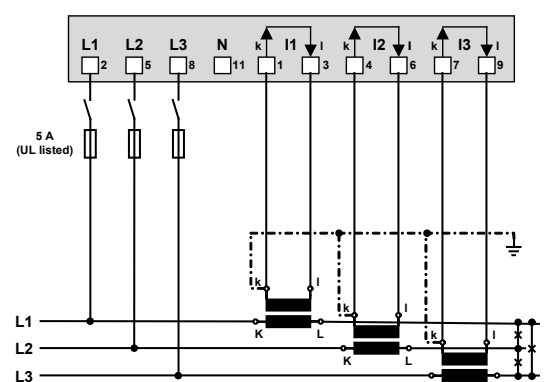 L1 L2 L3 N k I1 l k I2 l k I3 l
2 5 8 11 1 3 4 6 7 9
5 A
(UL listed)
k l
k l
k l
L1 K L
L2 K L
L3